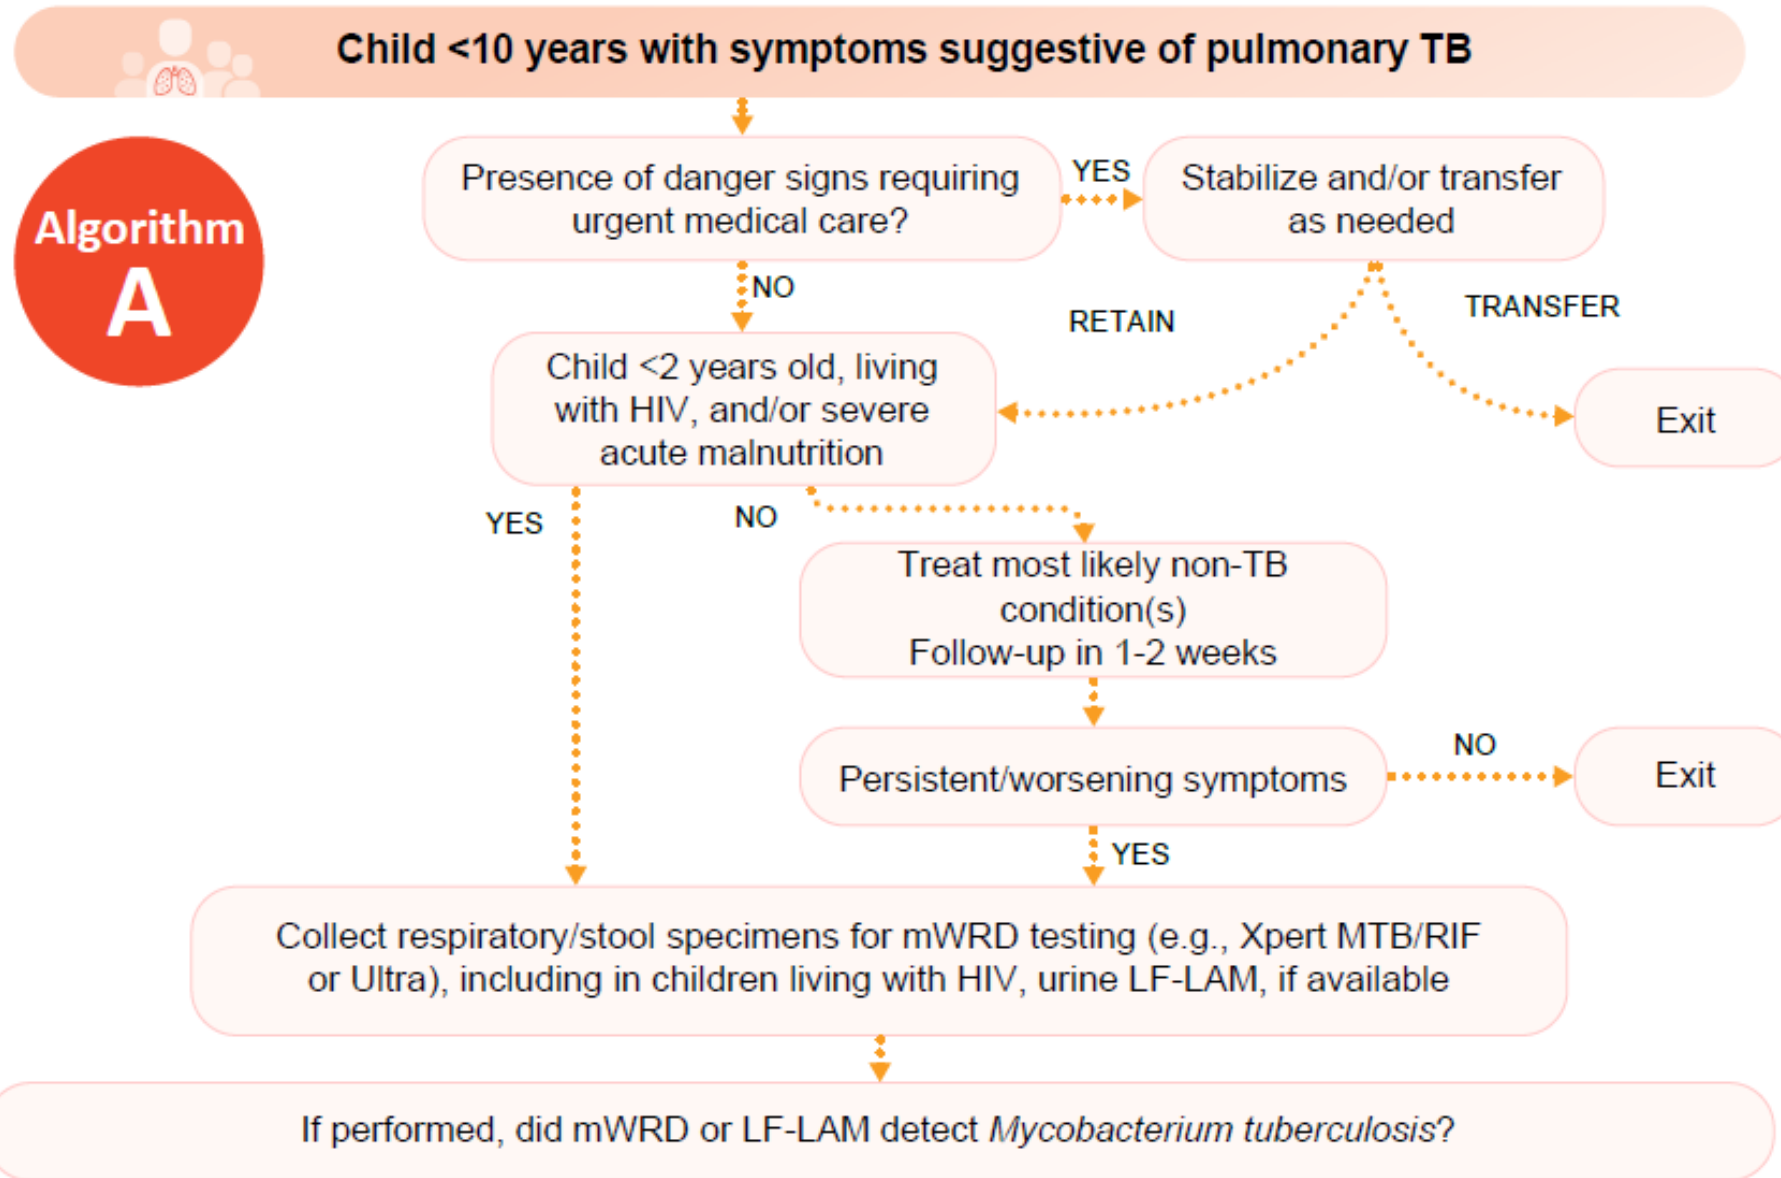 Child <10 years with symptoms suggestive of pulmonary TB
Algorithm
A
Presence of danger signs requiring
urgent medical care?
YES
Stabilize and/or transfer
as needed
NO
RETAIN
TRANSFER
Child <2 years old, living
with HIV, and/or severe
acute malnutrition
Exit
YES
NO
Treat most likely non-TB
condition(s)
Follow-up in 1-2 weeks
Persistent/worsening symptoms
NO
Exit
YES
Collect respiratory/stool specimens for mWRD testing (e.g., Xpert MTB/RIF
or Ultra), including in children living with HIV, urine LF-LAM, if available
If performed, did mWRD or LF-LAM detect Mycobacterium tuberculosis?